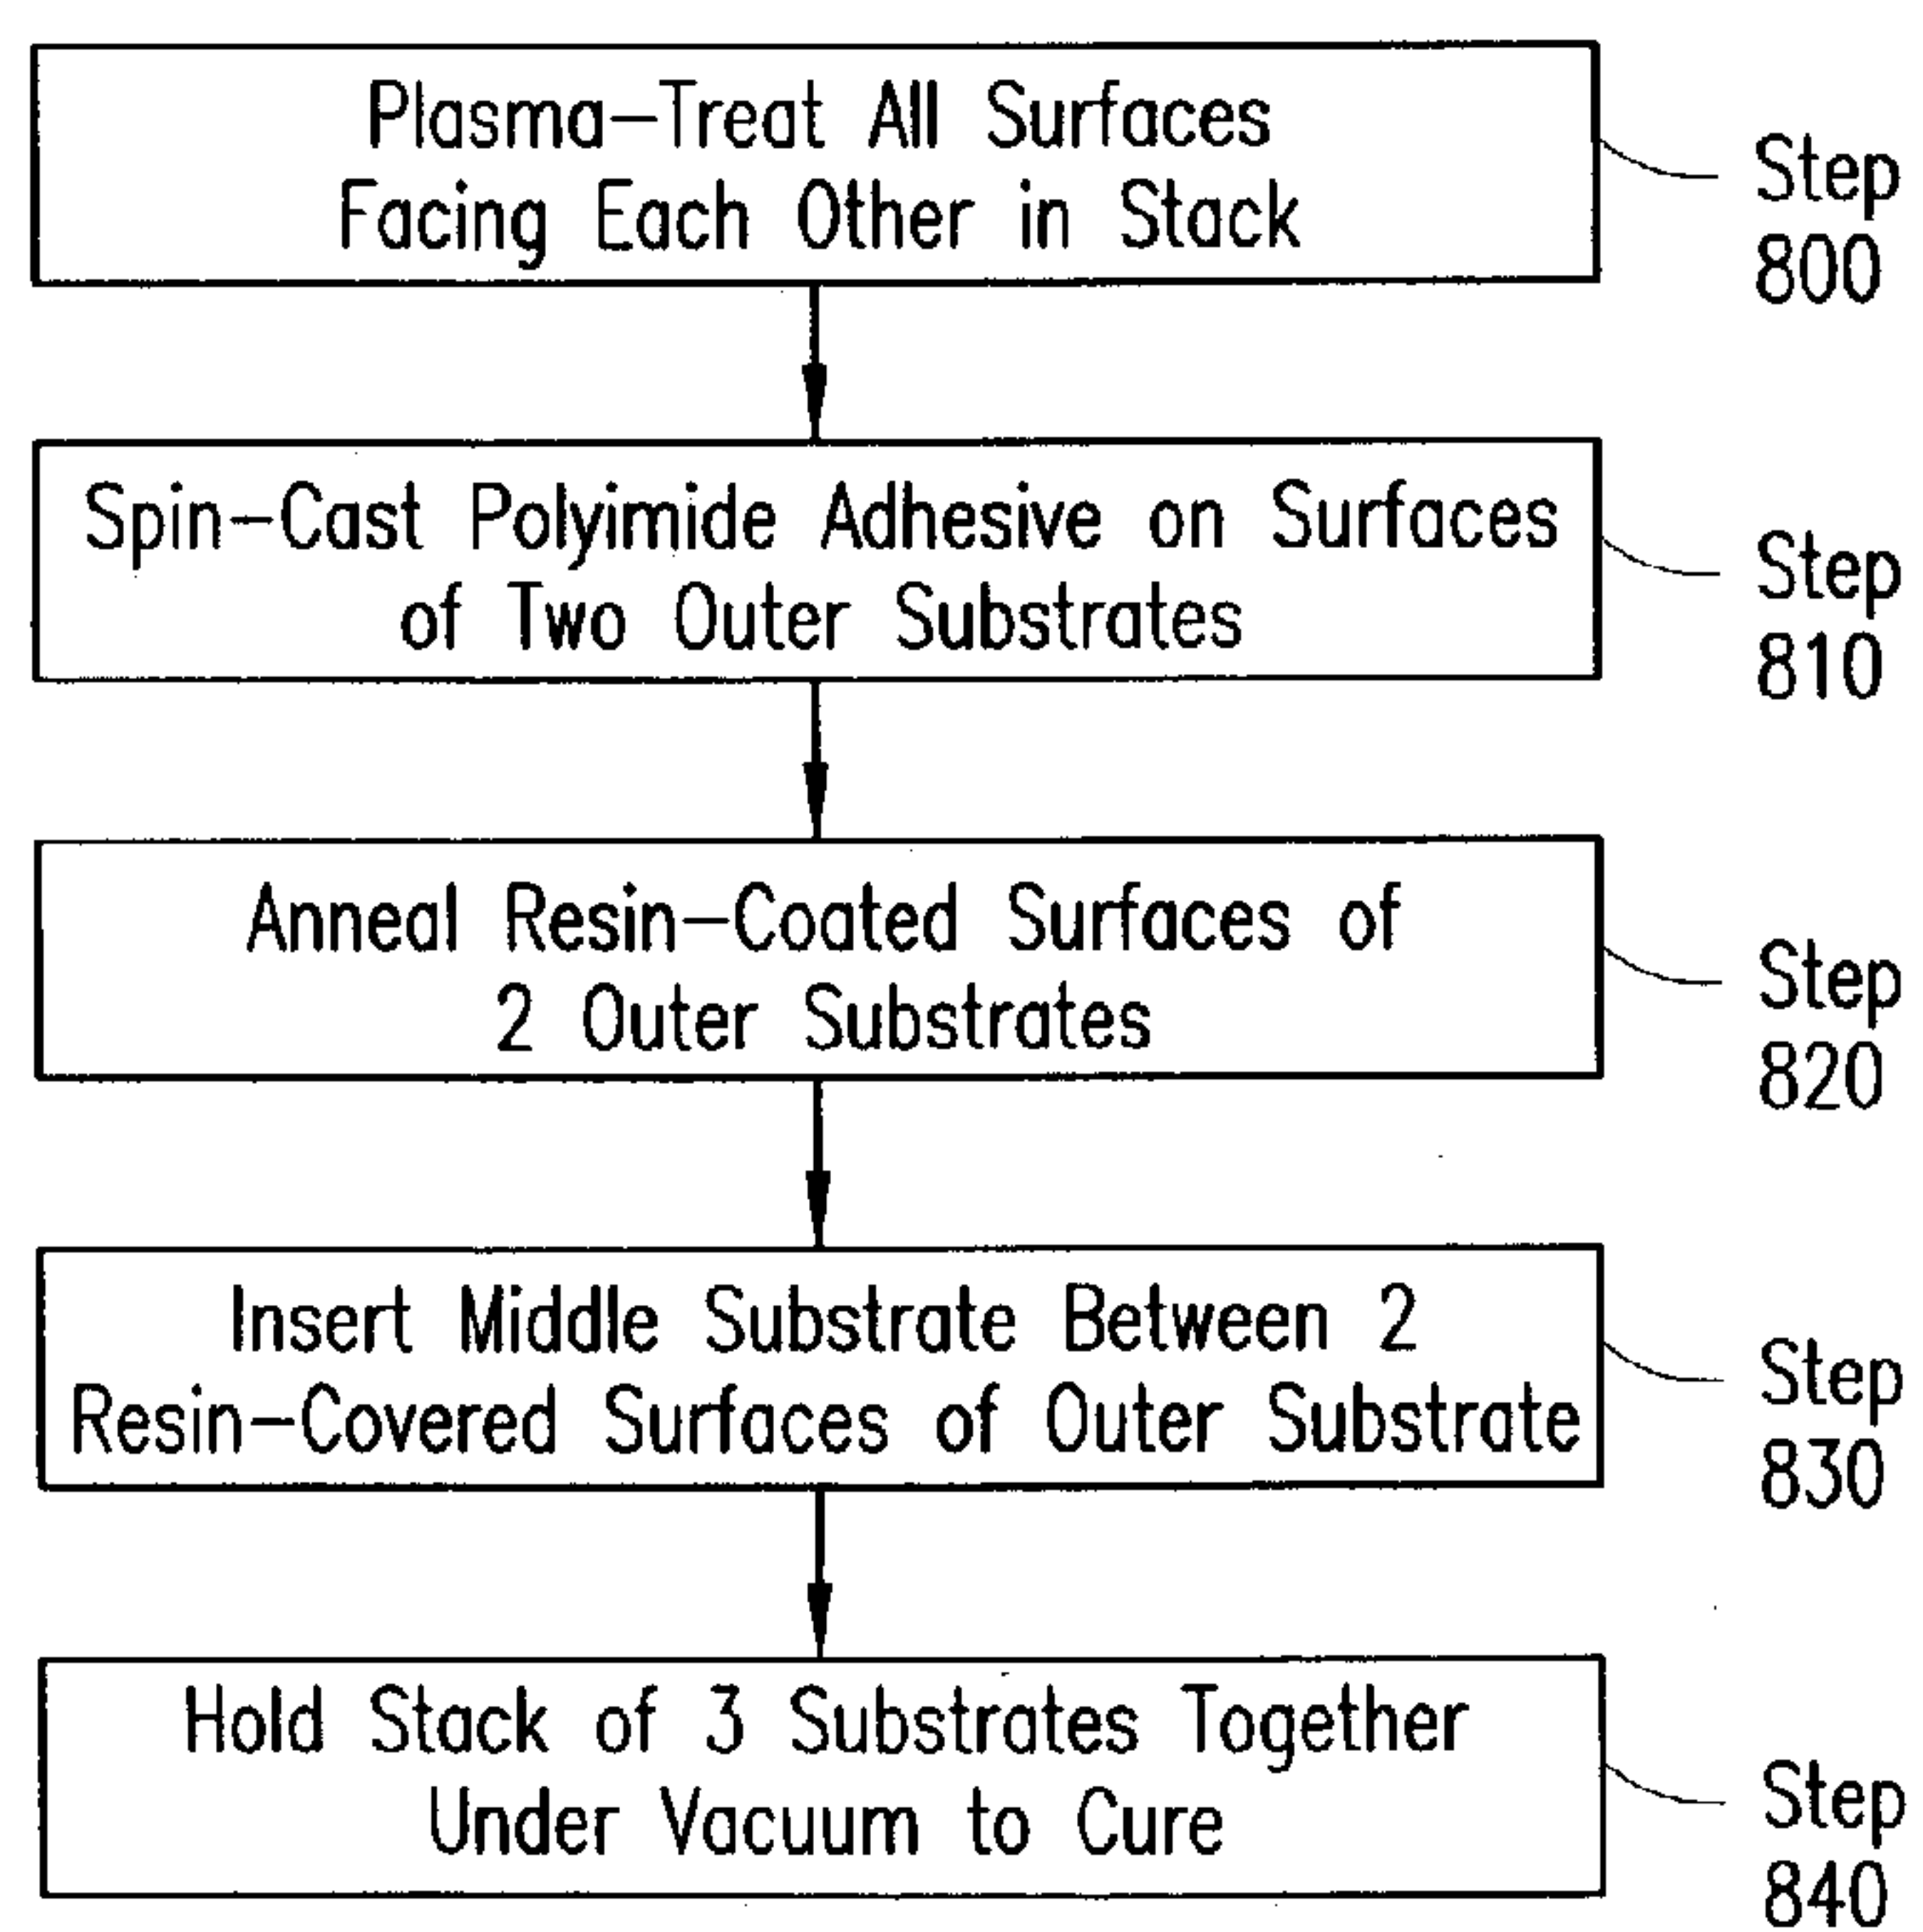 Plasma-Treat All Surfaces
Facing Each Other in Stack
Step
800
Spin-Cast Polyimide Adhesive on Surfaces
of Two Outer Substrates
Step
810
Anneal Resin-Coated Surfaces of
2 Outer Substrates
Step
820
Insert Middle Substrate Between 2
Resin-Covered Surfaces of Outer Substrate
Step
830
Hold Stack of 3 Substrates Together
Under Vacuum to Cure
Step
840